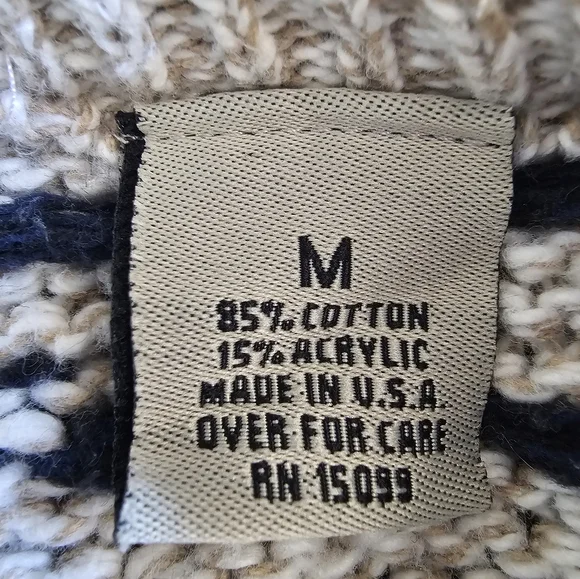 M
85% COTTON
15% ACRYLIC
MADE IN U.S.A.
OVER FOR CARE
RN 15099